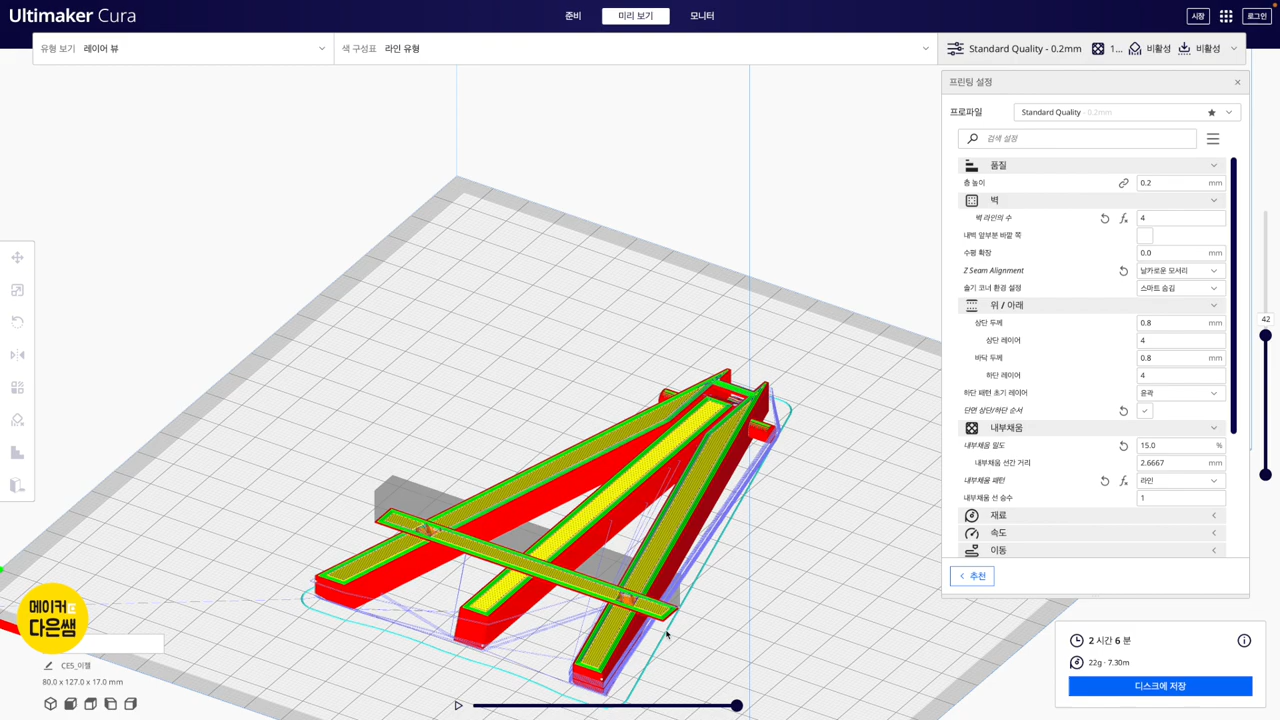 Ultimaker Cura
준비
미리 보기
모니터
시장
로그인
유형 보기 레이어 뷰
색 구성표 라인 유형
Standard Quality - 0.2mm 1... 비활성 비활성
프린팅 설정
프로파일 Standard Quality - 0.2mm
검색 설정
품질
층 높이 0.2 mm
벽
벽 라인의 수 4
내벽 앞부분 바깥 쪽
수평 확장 0.0 mm
Z Seam Alignment 날카로운 모서리
솔기 코너 환경 설정 스마트 숨김
위 / 아래
상단 두께 0.8 mm
상단 레이어 4
바닥 두께 0.8 mm
하단 레이어 4
하단 패턴 초기 레이어 윤곽
단면 상단/하단 순서
내부채움
내부채움 밀도 15.0 %
내부채움 선간 거리 2.6667 mm
내부채움 패턴 라인
내부채움 선 승수 1
재료
속도
이동
추천
42
메이커
다은쌤
CE5_이젤
80.0 x 127.0 x 17.0 mm
2 시간 6 분
22g · 7.30m
디스크에 저장